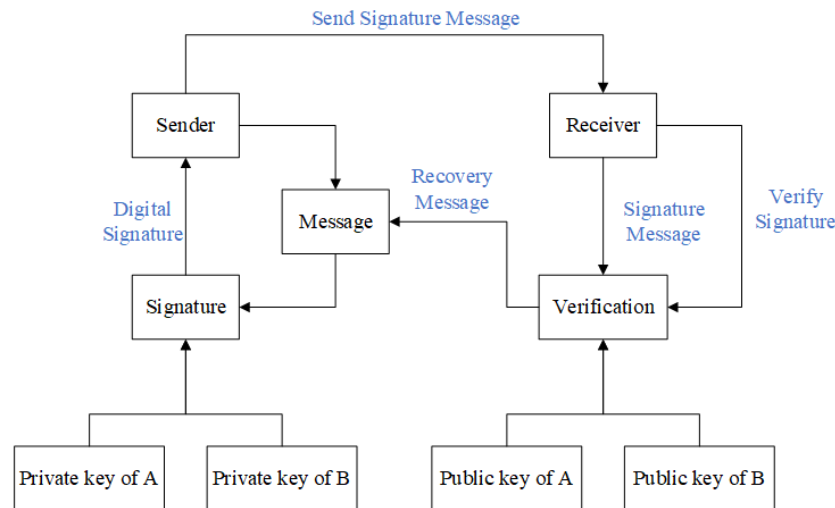 Send Signature Message
Sender
Receiver
Recovery
Message
Digital
Signature
Message
Signature
Message
Verify
Signature
Signature
Verification
Private key of A
Private key of B
Public key of A
Public key of B